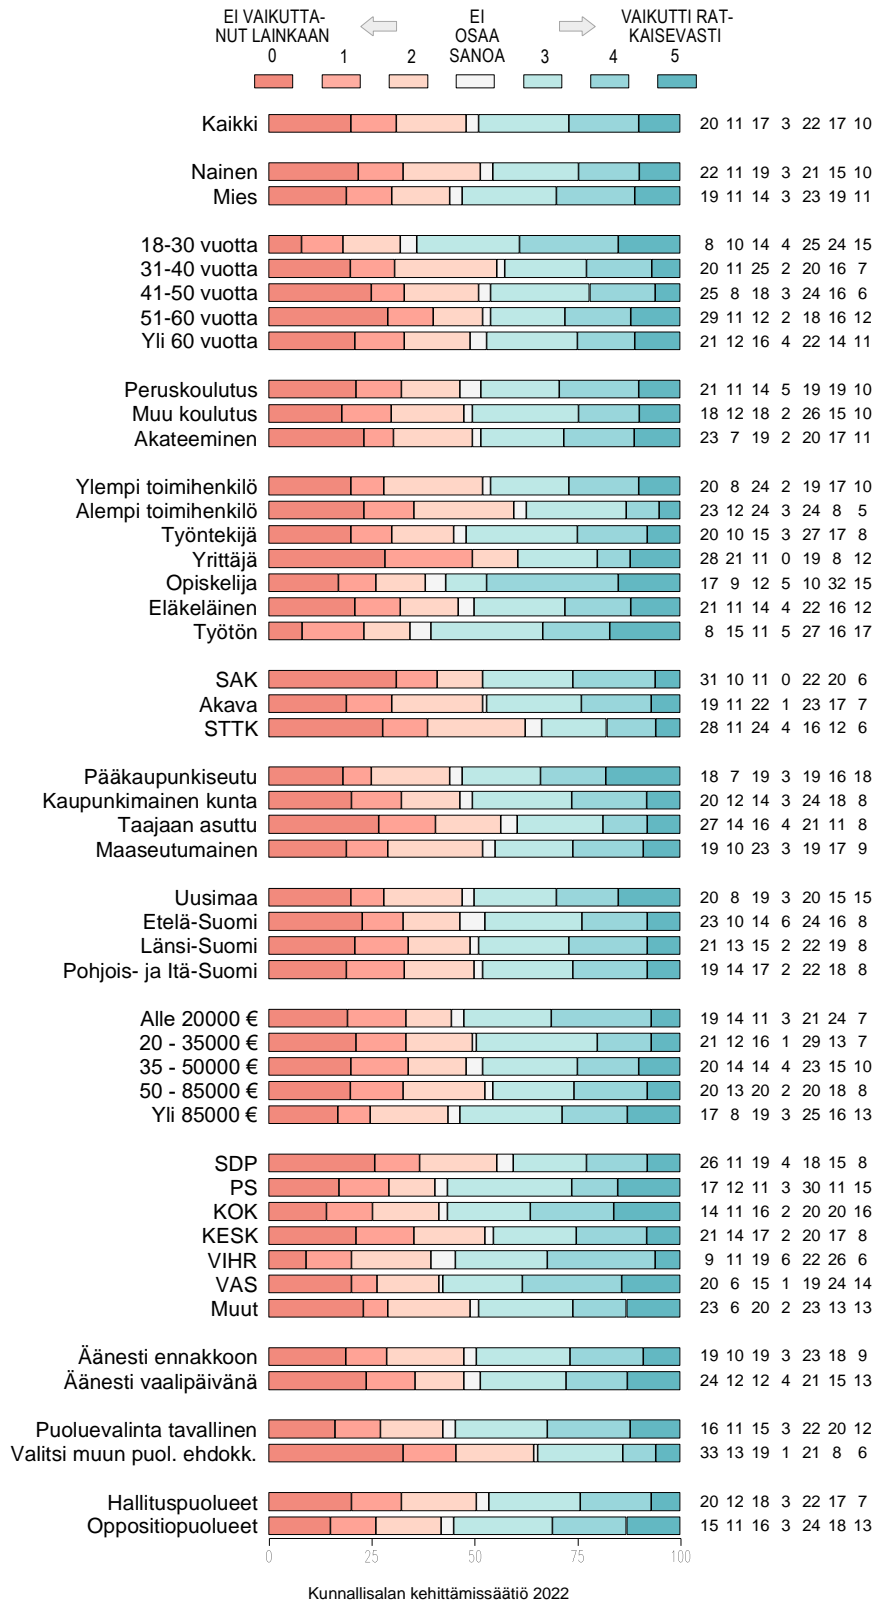 EI VAIKUTTA-
NUT LAINKAAN
EI
OSAA
SANOA
VAIKUTTI RAT-
KAISEVASTI
0 1 2 3 4 5
Kaikki 20 11 17 3 22 17 10
Nainen 22 11 19 3 21 15 10
Mies 19 11 14 3 23 19 11
18-30 vuotta 8 10 14 4 25 24 15
31-40 vuotta 20 11 25 2 20 16 7
41-50 vuotta 25 8 18 3 24 16 6
51-60 vuotta 29 11 12 2 18 16 12
Yli 60 vuotta 21 12 16 4 22 14 11
Peruskoulutus 21 11 14 5 19 19 10
Muu koulutus 18 12 18 2 26 15 10
Akateeminen 23 7 19 2 20 17 11
Ylempi toimihenkilö 20 8 24 2 19 17 10
Alempi toimihenkilö 23 12 24 3 24 8 5
Työntekijä 20 10 15 3 27 17 8
Yrittäjä 28 21 11 0 19 8 12
Opiskelija 17 9 12 5 10 32 15
Eläkeläinen 21 11 14 4 22 16 12
Työtön 8 15 11 5 27 16 17
SAK 31 10 11 0 22 20 6
Akava 19 11 22 1 23 17 7
STTK 28 11 24 4 16 12 6
Pääkaupunkiseutu 18 7 19 3 19 16 18
Kaupunkimainen kunta 20 12 14 3 24 18 8
Taajaan asuttu 27 14 16 4 21 11 8
Maaseutumainen 19 10 23 3 19 17 9
Uusimaa 20 8 19 3 20 15 15
Etelä-Suomi 23 10 14 6 24 16 8
Länsi-Suomi 21 13 15 2 22 19 8
Pohjois- ja Itä-Suomi 19 14 17 2 22 18 8
Alle 20000 € 19 14 11 3 21 24 7
20 - 35000 € 21 12 16 1 29 13 7
35 - 50000 € 20 14 14 4 23 15 10
50 - 85000 € 20 13 20 2 20 18 8
Yli 85000 € 17 8 19 3 25 16 13
SDP 26 11 19 4 18 15 8
PS 17 12 11 3 30 11 15
KOK 14 11 16 2 20 20 16
KESK 21 14 17 2 20 17 8
VIHR 9 11 19 6 22 26 6
VAS 20 6 15 1 19 24 14
Muut 23 6 20 2 23 13 13
Äänesti ennakkoon 19 10 19 3 23 18 9
Äänesti vaalipäivänä 24 12 12 4 21 15 13
Puoluevalinta tavallinen 16 11 15 3 22 20 12
Valitsi muun puol. ehdokk. 33 13 19 1 21 8 6
Hallituspuolueet 20 12 18 3 22 17 7
Oppositiopuolueet 15 11 16 3 24 18 13
0 25 50 75 100
Kunnallisalan kehittämissäätiö 2022